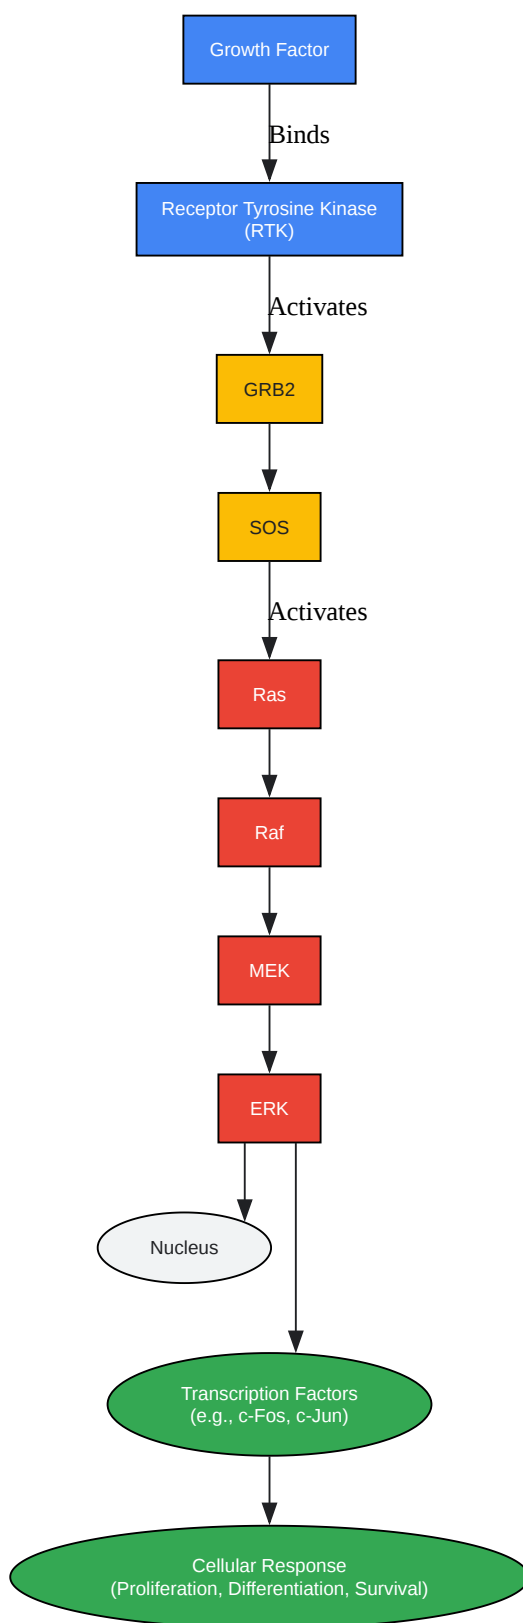 Growth Factor
Binds
Receptor Tyrosine Kinase
(RTK)
Activates
GRB2
SOS
Activates
Ras
Raf
MEK
ERK
Nucleus
Transcription Factors
(e.g., c-Fos, c-Jun)
Cellular Response
(Proliferation, Differentiation, Survival)